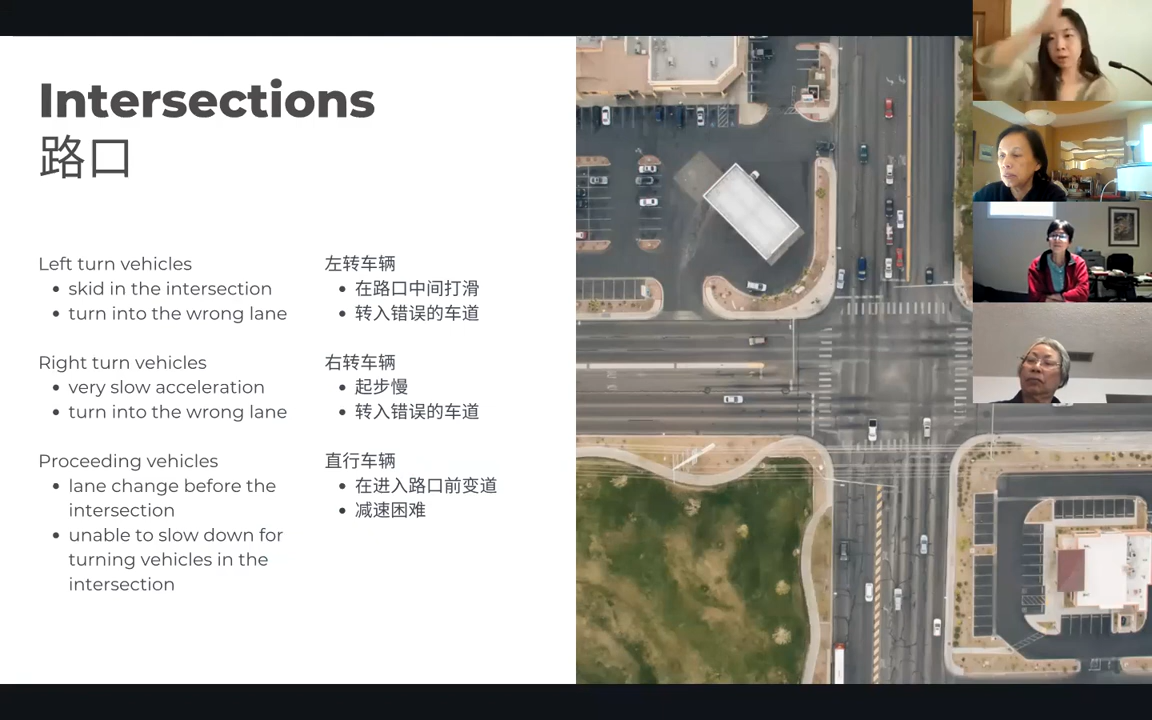 Intersections
路口
Left turn vehicles
• skid in the intersection
• turn into the wrong lane
Right turn vehicles
• very slow acceleration
• turn into the wrong lane
Proceeding vehicles
• lane change before the
intersection
• unable to slow down for
turning vehicles in the
intersection
左转车辆
• 在路口中间打滑
• 转入错误的车道
右转车辆
• 起步慢
• 转入错误的车道
直行车辆
• 在进入路口前变道
• 减速困难